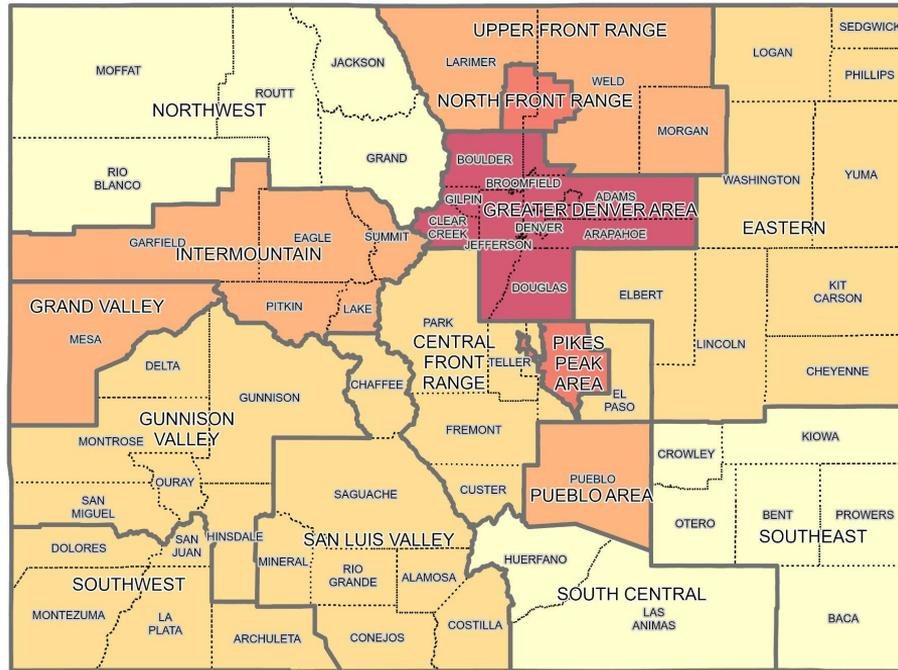 SEDGWICK
UPPER FRONT RANGE
LOGAN
LARIMER
JACKSON
MOFFAT
PHILLIPS
WELD
ROUTT
NORTH FRONT RANGE
NORTHWEST
MORGAN
GRAND
BOULDER
RIO
BLANCO
BROOMFIELD
WASHINGTON
YUMA
GILPIN
ADAMS
GREATER DENVER AREA
CLEAR
CREEK
DENVER
ARAPAHOE
EASTERN
GARFIELD
EAGLE
SUMMIT
JEFFERSON
INTERMOUNTAIN
DOUGLAS
ELBERT
KIT
CARSON
GRAND VALLEY
PITKIN
LAKE
PARK
MESA
CENTRAL
FRONT
RANGE
PIKES
PEAK
AREA
LINCOLN
TELLER
DELTA
CHEYENNE
CHAFFEE
GUNNISON
EL
PASO
GUNNISON
VALLEY
MONTROSE
FREMONT
KIOWA
CROWLEY
OURAY
SAGUACHE
CUSTER
PUEBLO
PUEBLO AREA
SAN
MIGUEL
OTERO
BENT
PROWERS
SOUTHEAST
DOLORES
SAN
JUAN
HINSDALE
SAN LUIS VALLEY
MINERAL
RIO
GRANDE
ALAMOSA
HUERFANO
SOUTHWEST
SOUTH CENTRAL
MONTEZUMA
LA
PLATA
ARCHULETA
CONEJOS
COSTILLA
LAS
ANIMAS
BACA